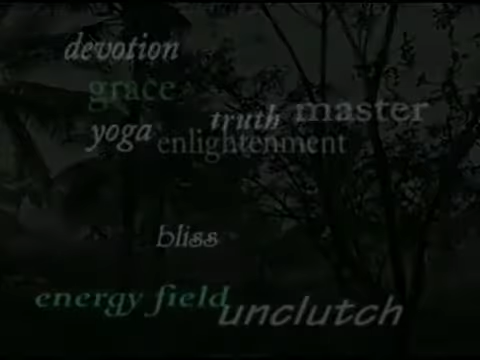 devotion
grace
truth master
yoga enlightenment
bliss
energy field
unclutch